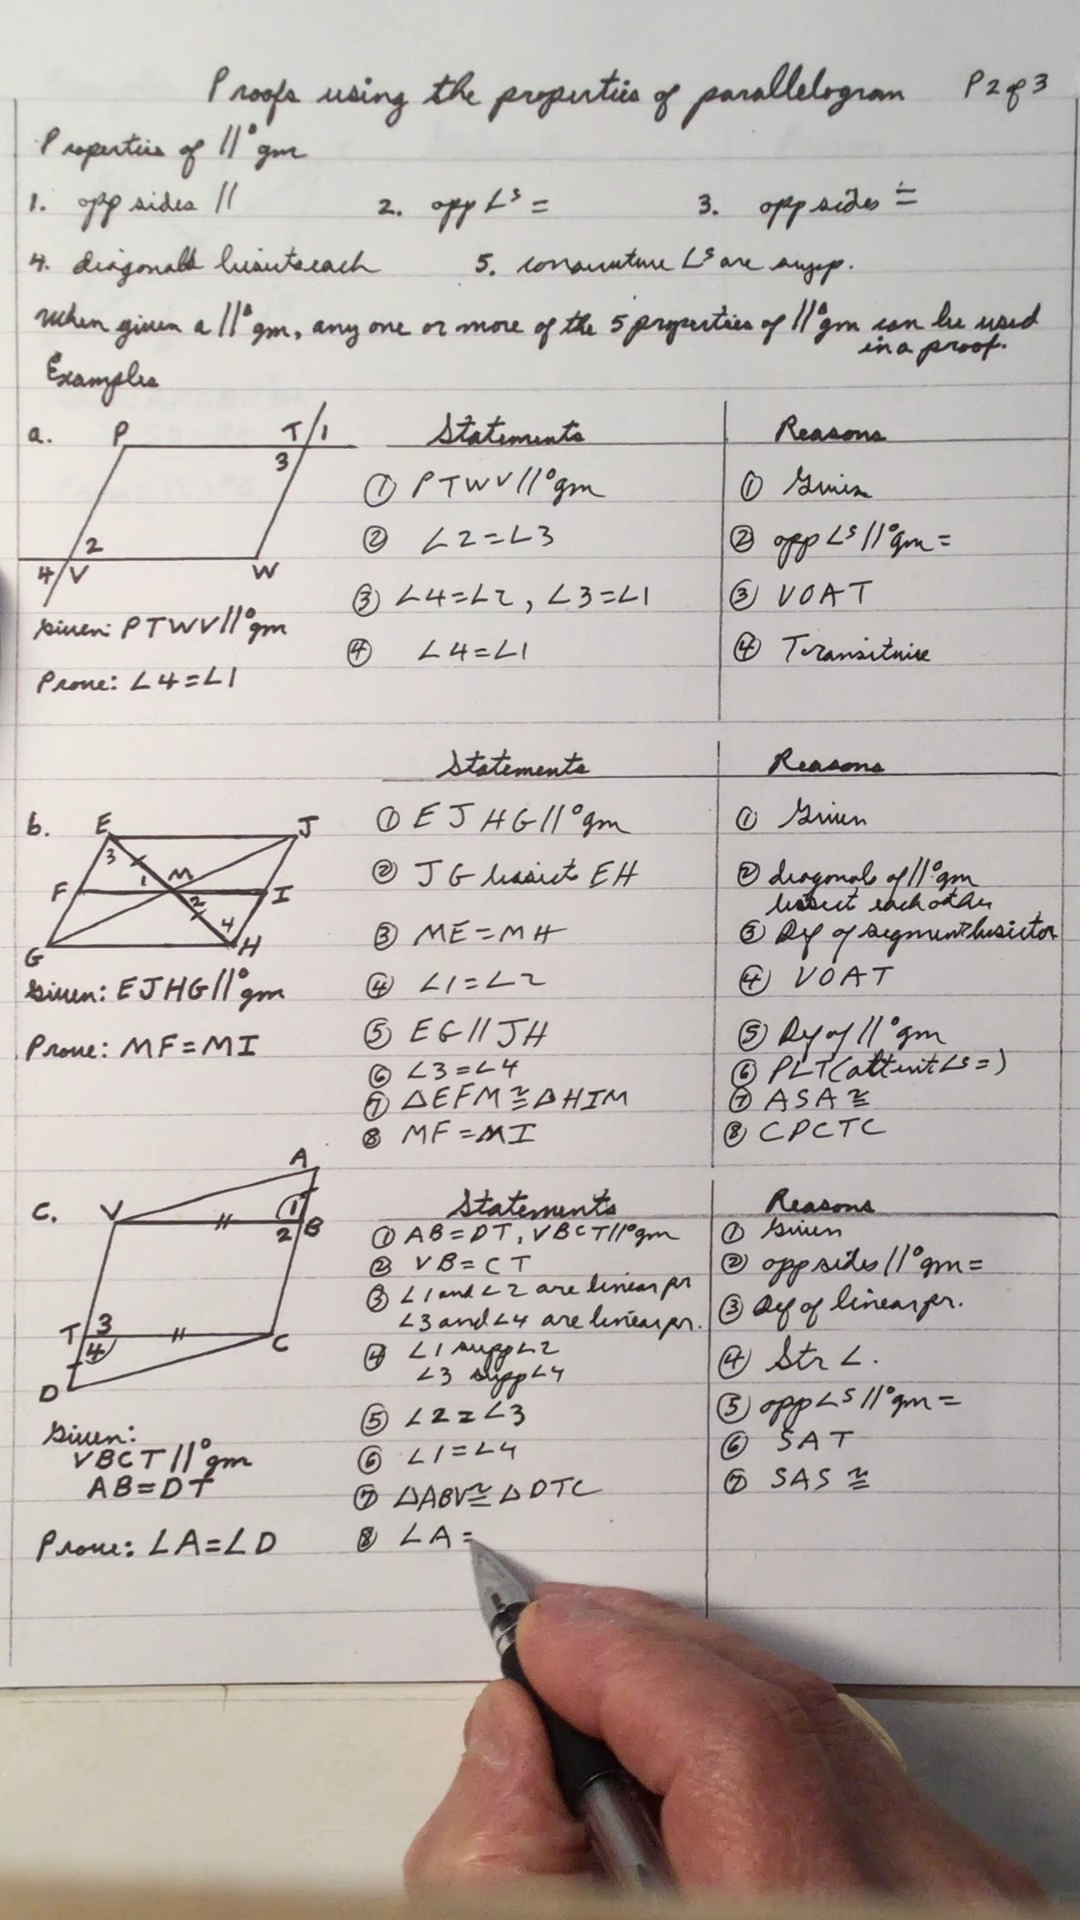 Proofs using the properties of parallelogram P2 of 3
Properties of ||°gm
1. opp sides || 2. opp ∠s = 3. opp sides =
4. diagonals bisects each 5. consecutive ∠s are supp.
When given a ||°gm, any one or more of the 5 properties of ||°gm can be used
in a proof.
Examples
a. P T 1 3 2 4 V W
Given: PTWV ||°gm
Prove: ∠4=∠1
Statements Reasons
① PTWV ||°gm ① Given
② ∠2=∠3 ② opp ∠s ||°gm =
③ ∠4=∠2, ∠3=∠1 ③ VOAT
④ ∠4=∠1 ④ Transitive
b. E J 3 M F 1 2 I 4 G H
Given: EJHG ||°gm
Prove: MF=MI
Statements Reasons
① EJHG ||°gm ① Given
② JG bisect EH ② diagonals of ||°gm
bisect each other
③ ME=MH ③ Def of segment bisector
④ ∠1=∠2 ④ VOAT
⑤ EG || JH ⑤ Def of ||°gm
⑥ ∠3=∠4 ⑥ PLT (alt int ∠s =)
⑦ △EFM≅△HIM ⑦ ASA≅
⑧ MF=MI ⑧ CPCTC
c. A V 1 2 B T 3 4 C D
Given:
VBCT ||°gm
AB=DT
Prove: ∠A=∠D
Statements Reasons
① AB=DT, VBCT ||°gm ① Given
② VB=CT ② opp sides ||°gm =
③ ∠1 and ∠2 are linear pr
∠3 and ∠4 are linear pr. ③ Def of linear pr.
④ ∠1 supp ∠2
∠3 supp ∠4 ④ Str ∠.
⑤ ∠2=∠3 ⑤ opp ∠s ||°gm =
⑥ ∠1=∠4 ⑥ SAT
⑦ △ABV≅△DTC ⑦ SAS≅
⑧ ∠A=